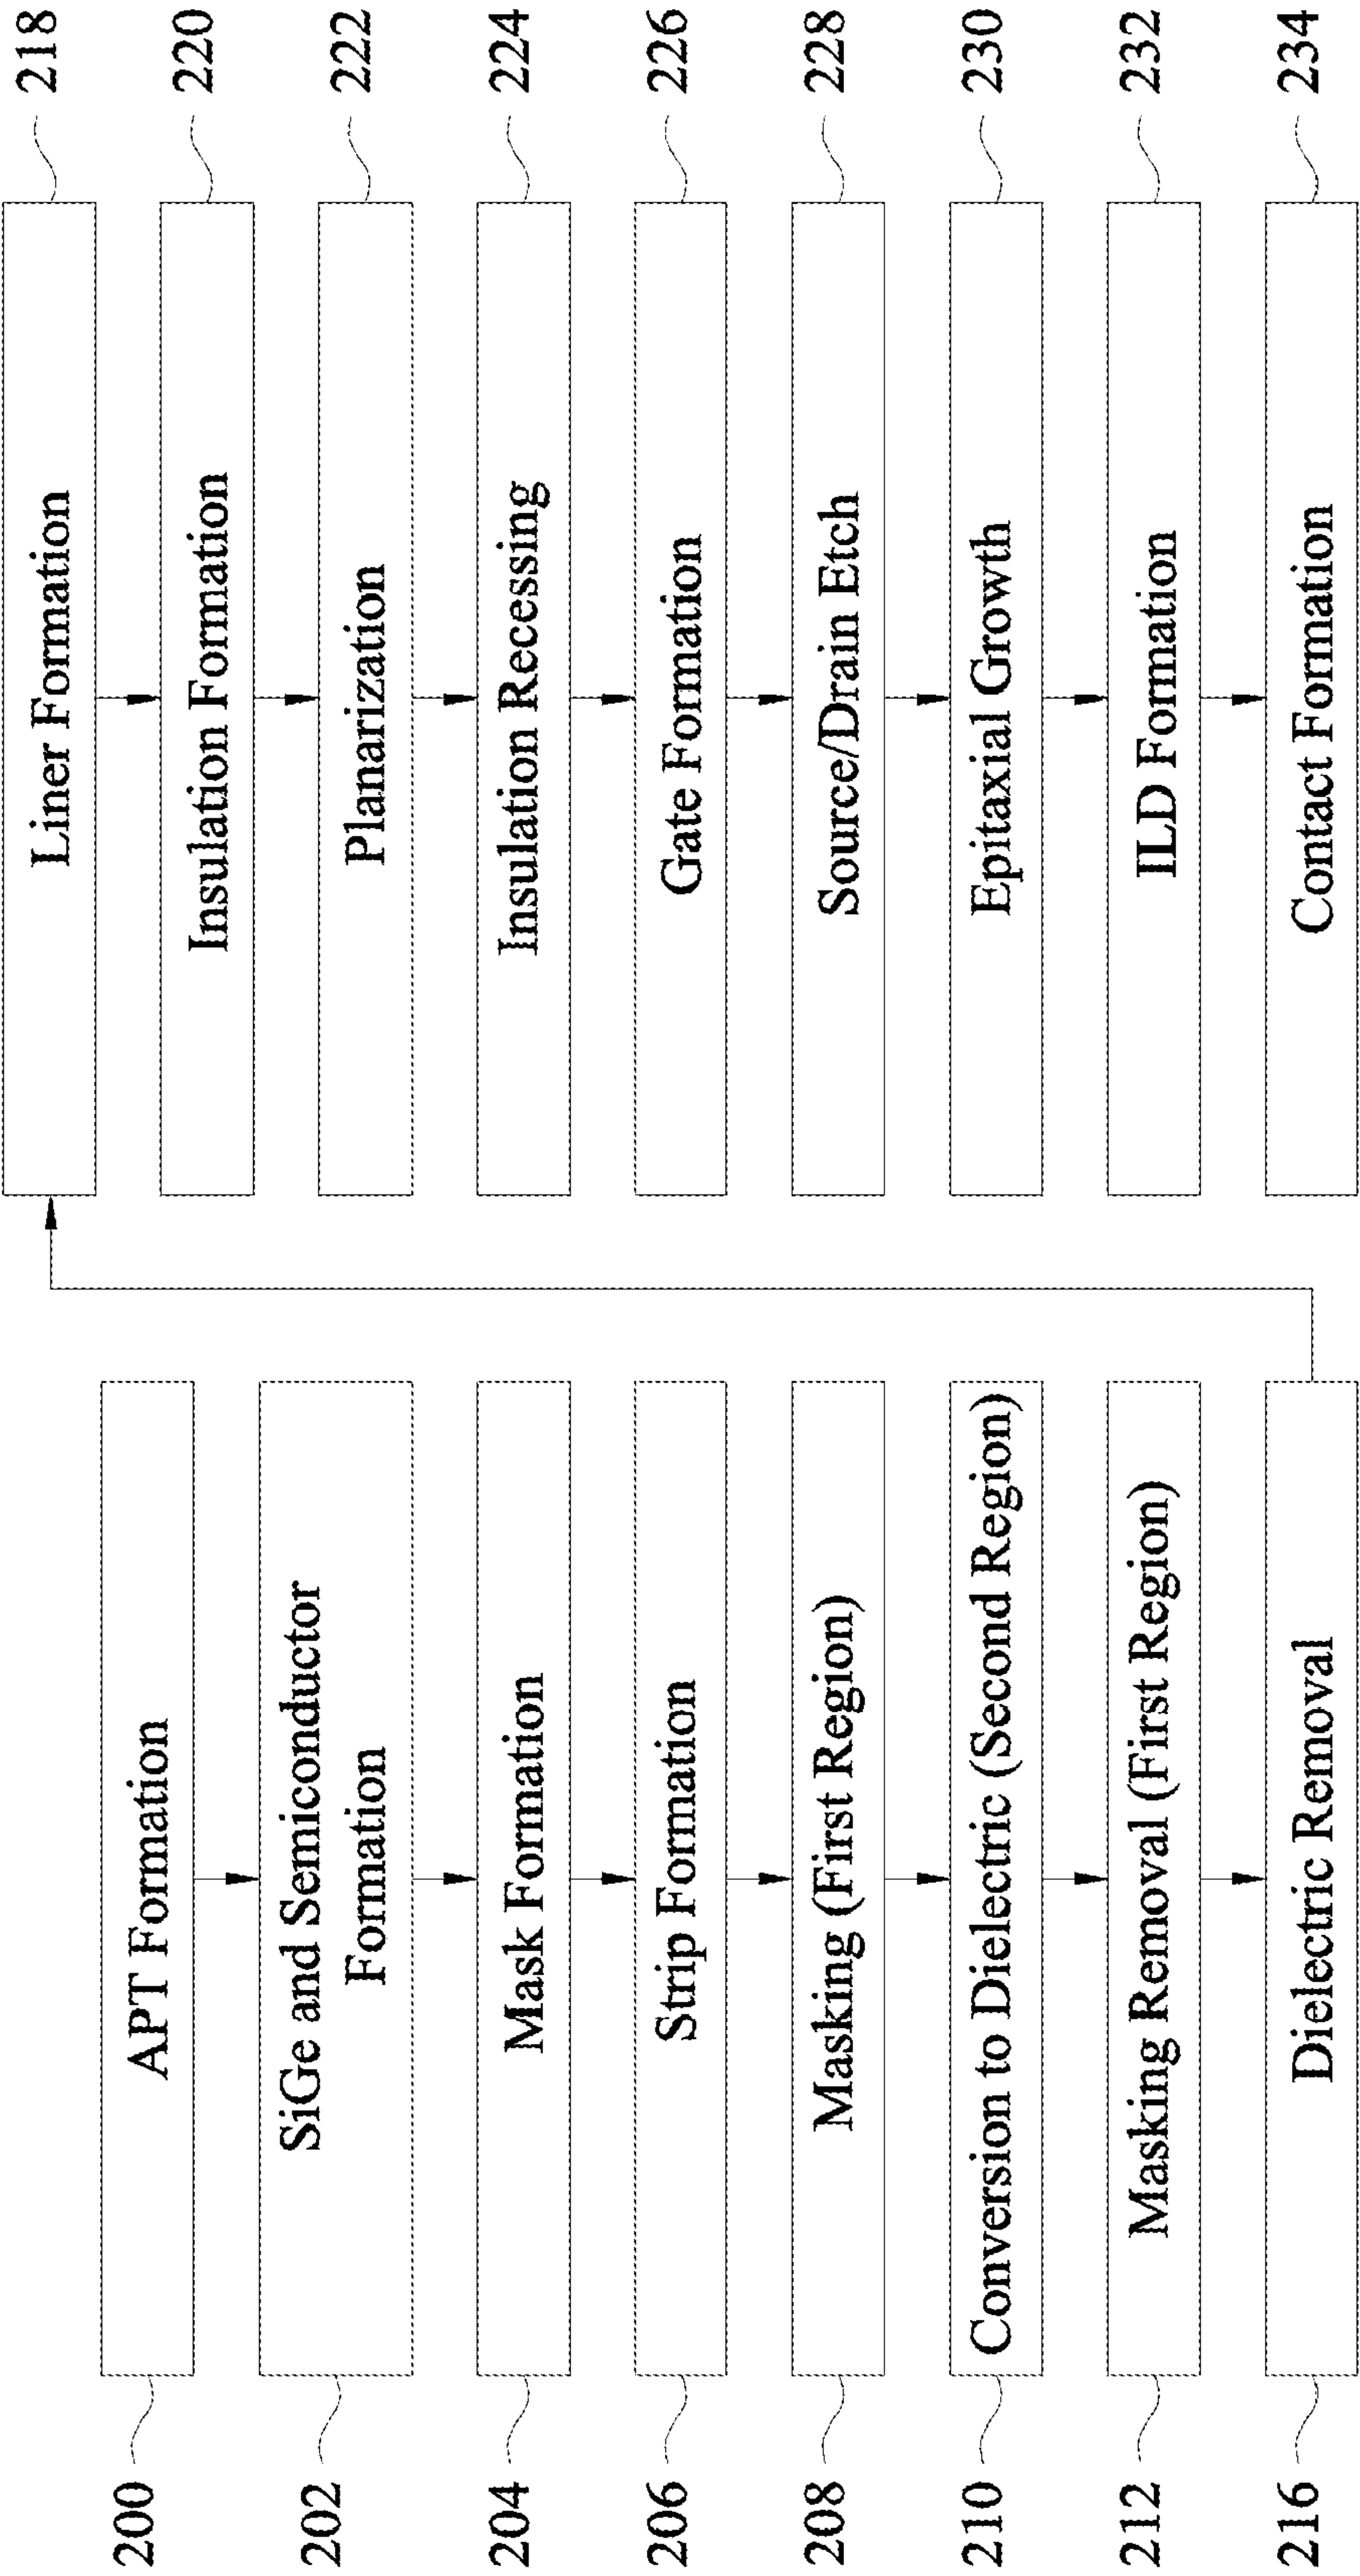 200
APT Formation
202
SiGe and Semiconductor
Formation
204
Mask Formation
206
Strip Formation
208
Masking (First Region)
210
Conversion to Dielectric (Second Region)
212
Masking Removal (First Region)
216
Dielectric Removal
Liner Formation
218
Insulation Formation
220
Planarization
222
Insulation Recessing
224
Gate Formation
226
Source/Drain Etch
228
Epitaxial Growth
230
ILD Formation
232
Contact Formation
234